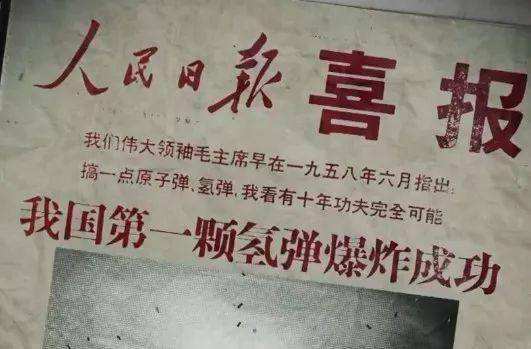 人民日报 喜报
我们伟大领袖毛主席早在一九五八年六月指出:
搞一点原子弹、氢弹,我看有十年功夫完全可能
我国第一颗氢弹爆炸成功